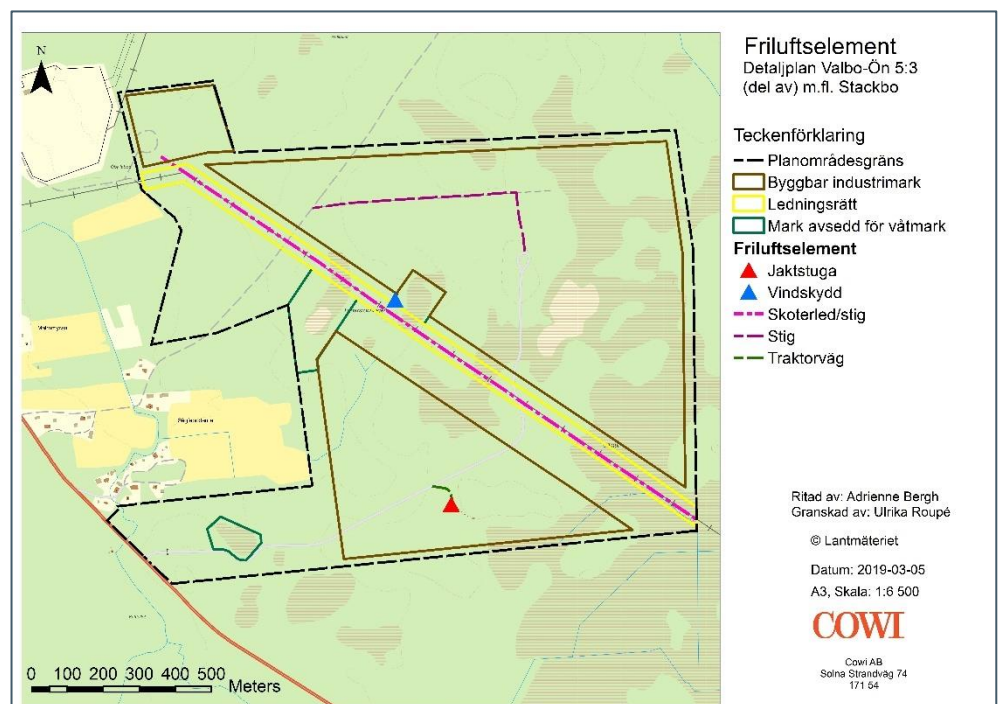 N
0 100 200 300 400 500
Meters
Friluftselement
Detaljplan Valbo-Ön 5:3
(del av) m.fl. Stackbo
Teckenförklaring
Planområdesgräns
Byggbar industrimark
Ledningsrätt
Mark avsedd för våtmark
Friluftselement
Jaktstuga
Vindskydd
Skoterled/stig
Stig
Traktorväg
Ritad av: Adrienne Bergh
Granskad av: Ulrika Roupé
© Lantmäteriet
Datum: 2019-03-05
A3, Skala: 1:6 500
COWI
Cowi AB
Solna Strandväg 74
171 54